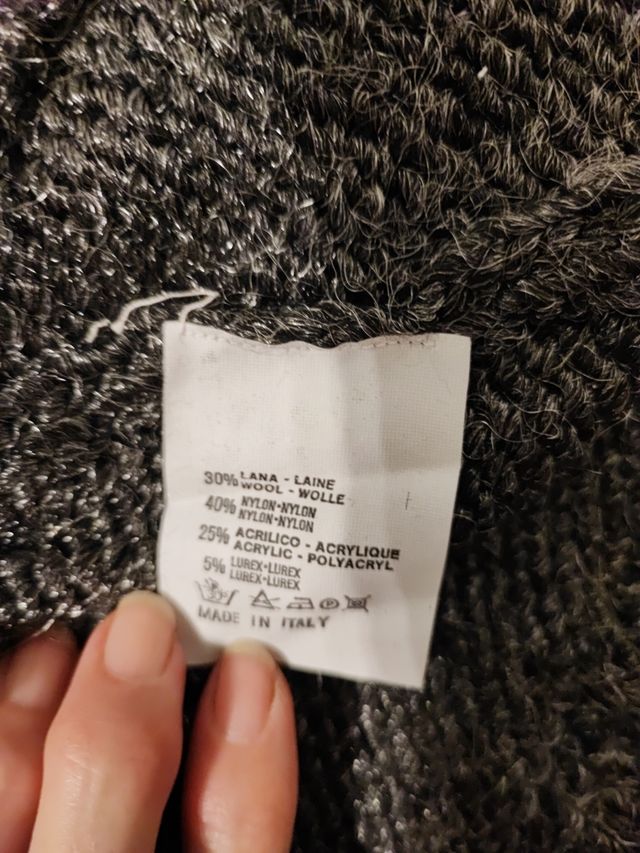 30% LANA - LAINE
WOOL - WOLLE
40% NYLON-NYLON
NYLON-NYLON
25% ACRILICO - ACRYLIQUE
ACRYLIC - POLYACRYL
5% LUREX-LUREX
LUREX-LUREX
MADE IN ITALY